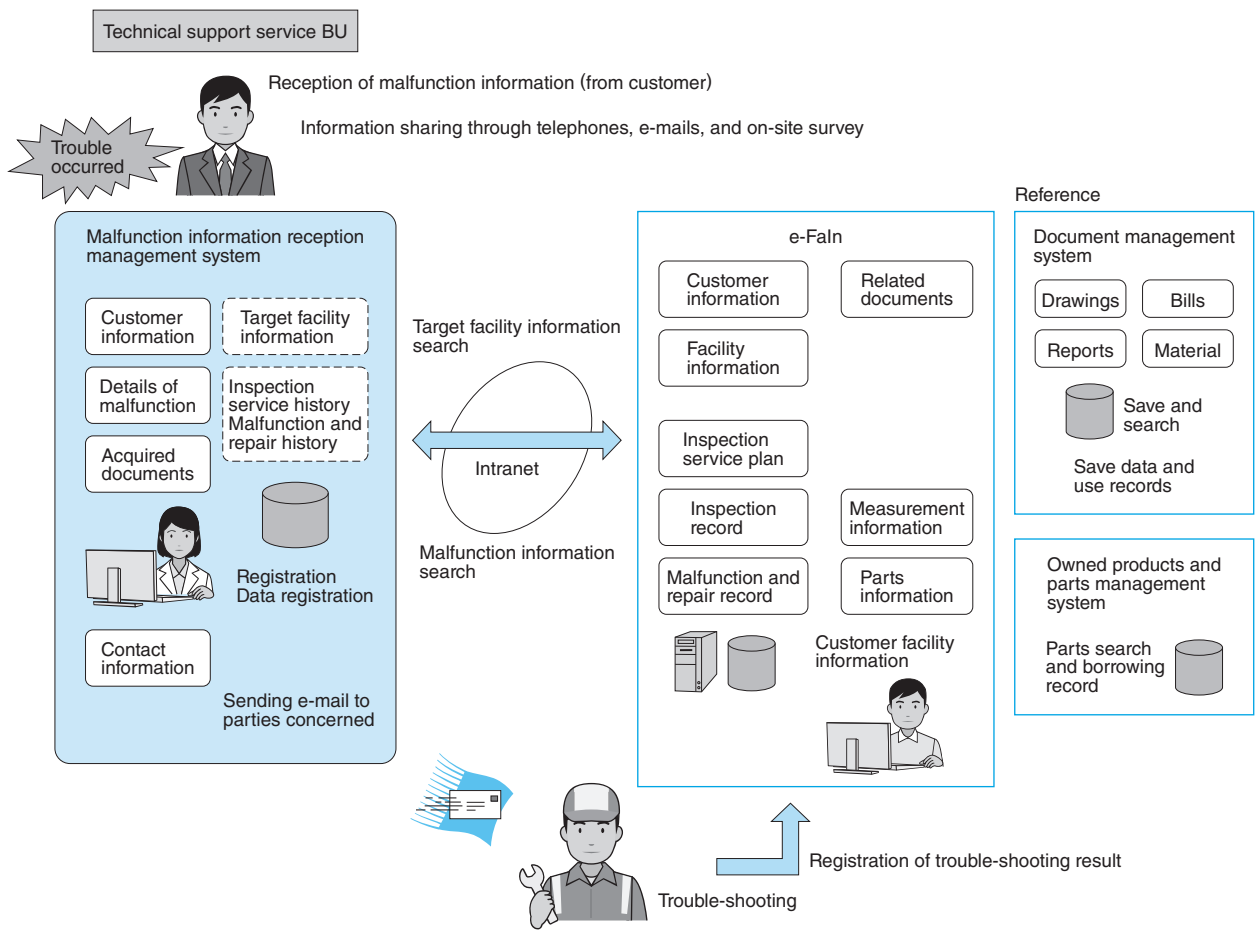 Technical support service BU
Reception of malfunction information (from customer)
Information sharing through telephones, e-mails, and on-site survey
Trouble
occurred
Malfunction information reception
management system
Customer
information
Target facility
information
Details of
malfunction
Inspection
service history
Malfunction and
repair history
Acquired
documents
Registration
Data registration
Contact
information
Sending e-mail to
parties concerned
Target facility information
search
Intranet
Malfunction information
search
e-FaIn
Customer
information
Related
documents
Facility
information
Inspection
service plan
Inspection
record
Measurement
information
Malfunction and
repair record
Parts
information
Customer facility
information
Reference
Document management
system
Drawings
Bills
Reports
Material
Save and
search
Save data and
use records
Owned products and
parts management
system
Parts search
and borrowing
record
Registration of trouble-shooting result
Trouble-shooting